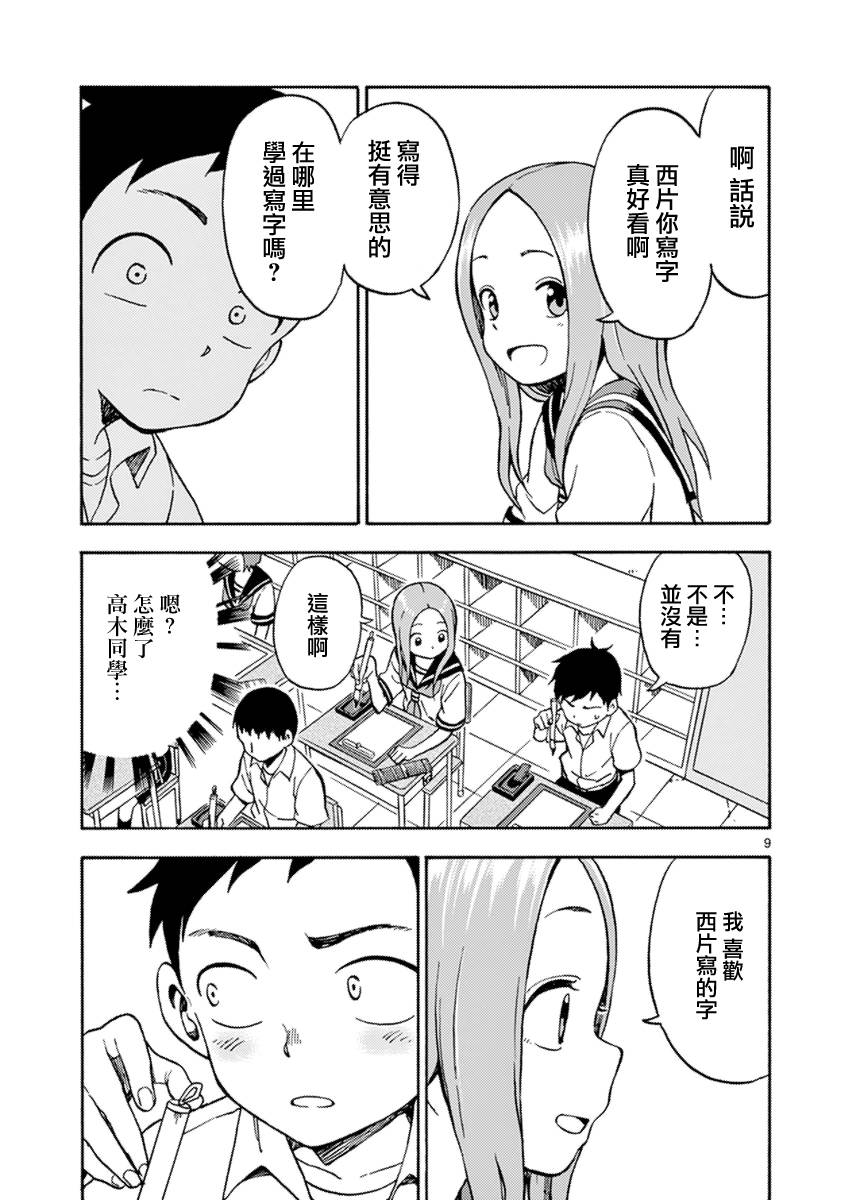 啊 話説
西片你寫字
真好看啊
寫得
挺有意思的
在哪里
學過寫字嗎？
不…
不是…
並沒有
這樣啊
嗯？
怎麼了
高木同學…
9
我 喜歡
西片寫的字